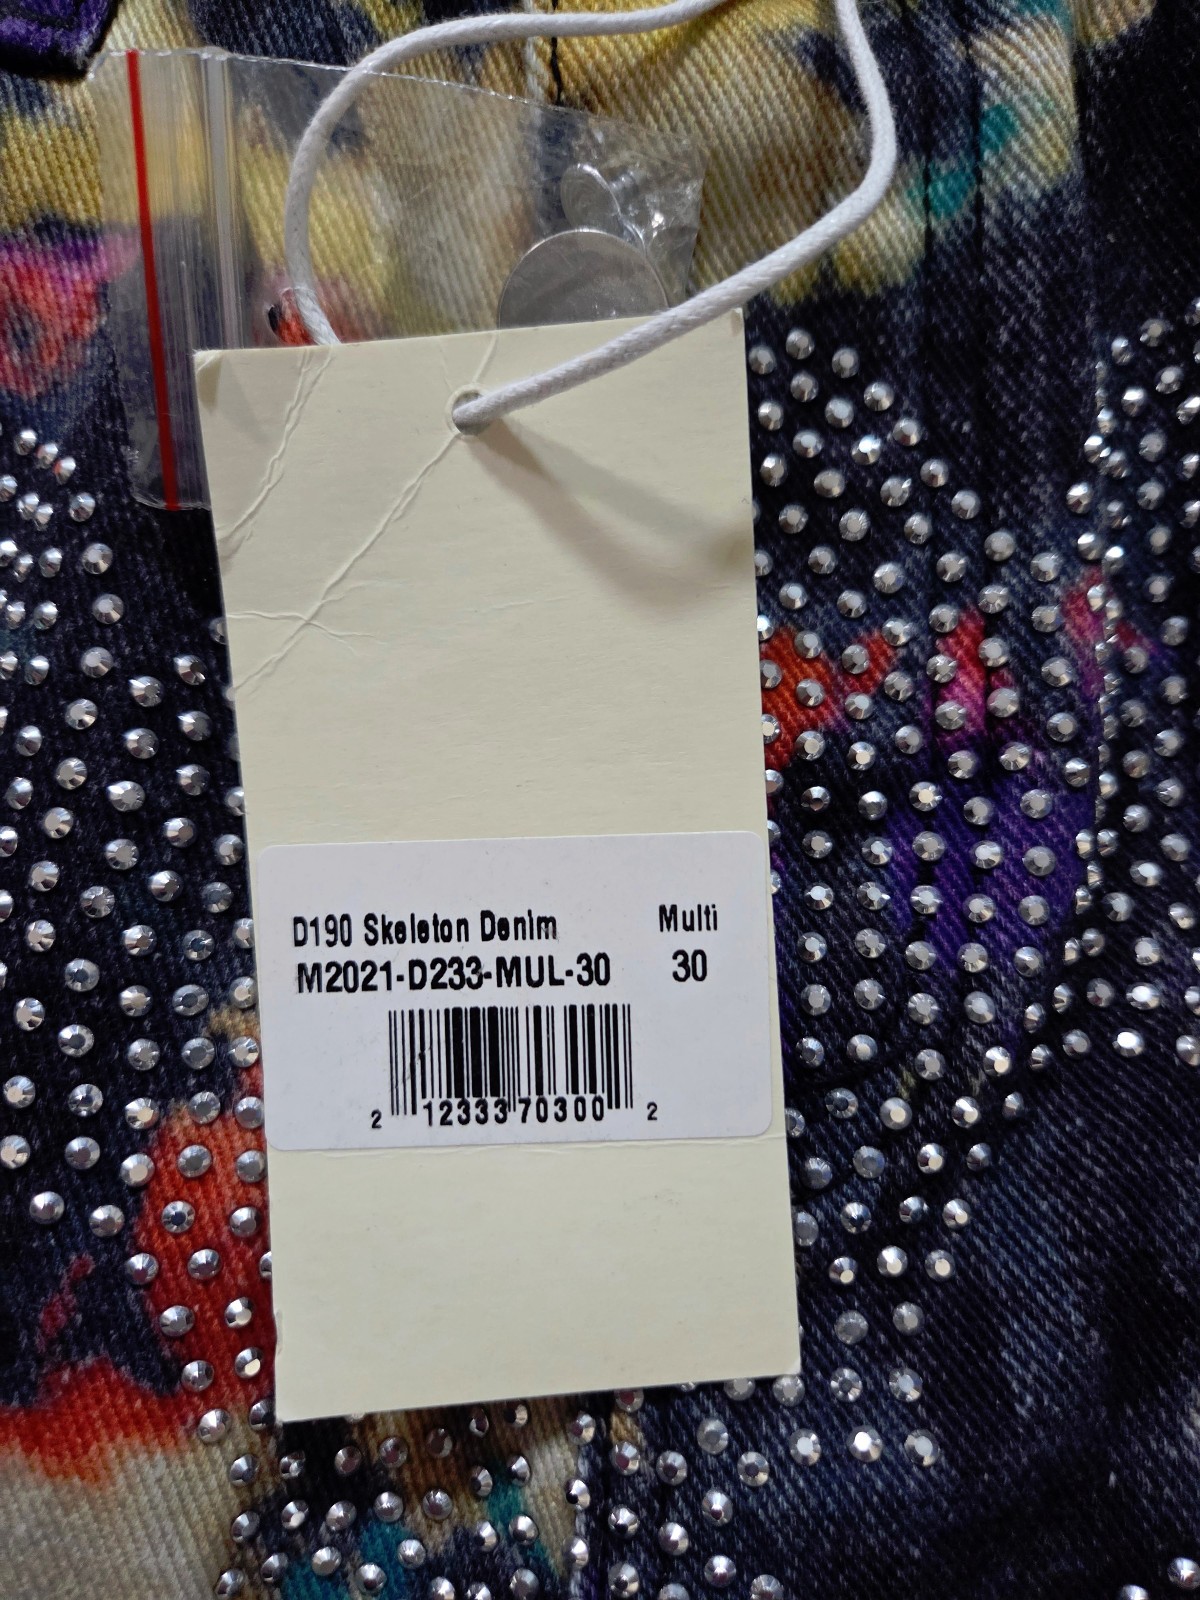 D190 Skeleton Denim Multi
M2021-D233-MUL-30 30
2 12333 70300 2